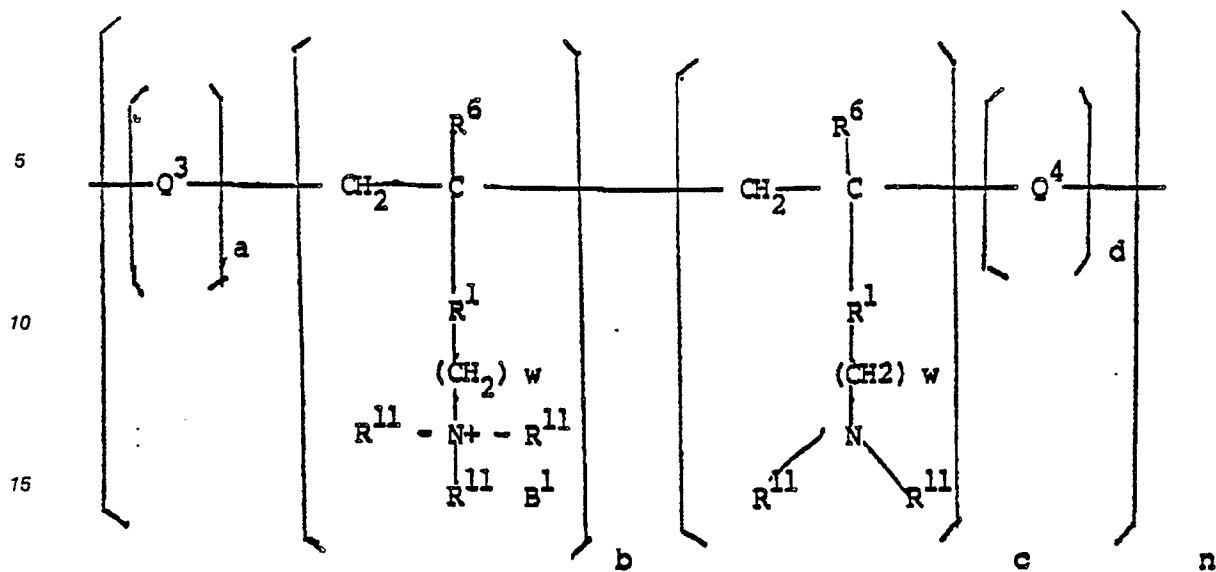 R⁶ R⁶
5 Q³ CH₂ C CH₂ C Q⁴
a d
10 R¹ R¹
(CH₂) w (CH2) w
R¹¹ - N+ - R¹¹ N
15 R¹¹ B¹ R¹¹ R¹¹
b c n